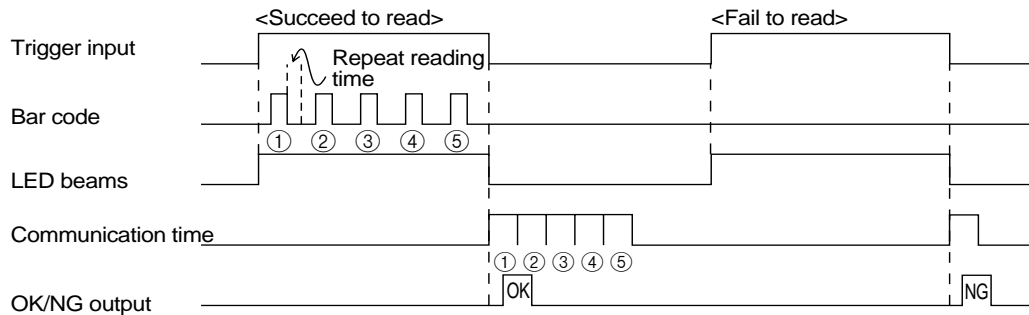 <Succeed to read>
<Fail to read>
Trigger input
Repeat reading
time
Bar code
① ② ③ ④ ⑤
LED beams
Communication time
① ② ③ ④ ⑤
OK/NG output
OK
NG